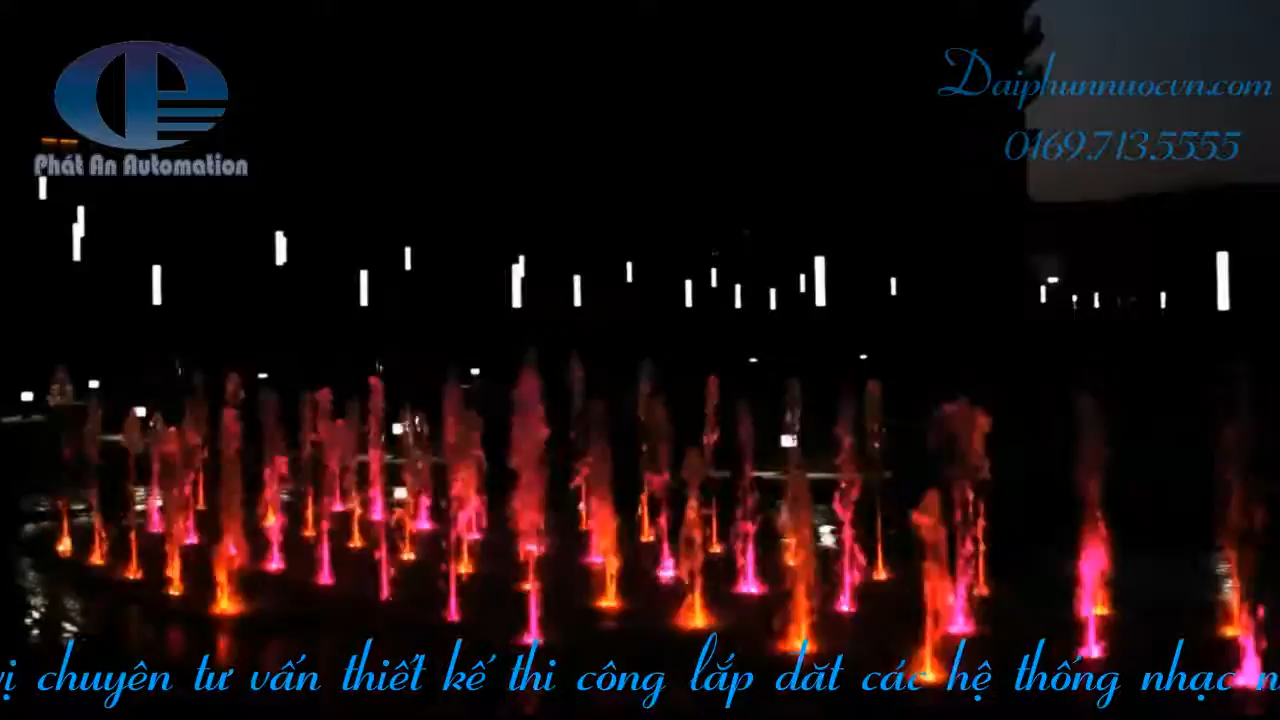 Daiphunnuocvn.com
Phát An Automation
0169.713.5555
chuyên tư vấn thiết kế thi công lắp dăt các hệ thống nhạc